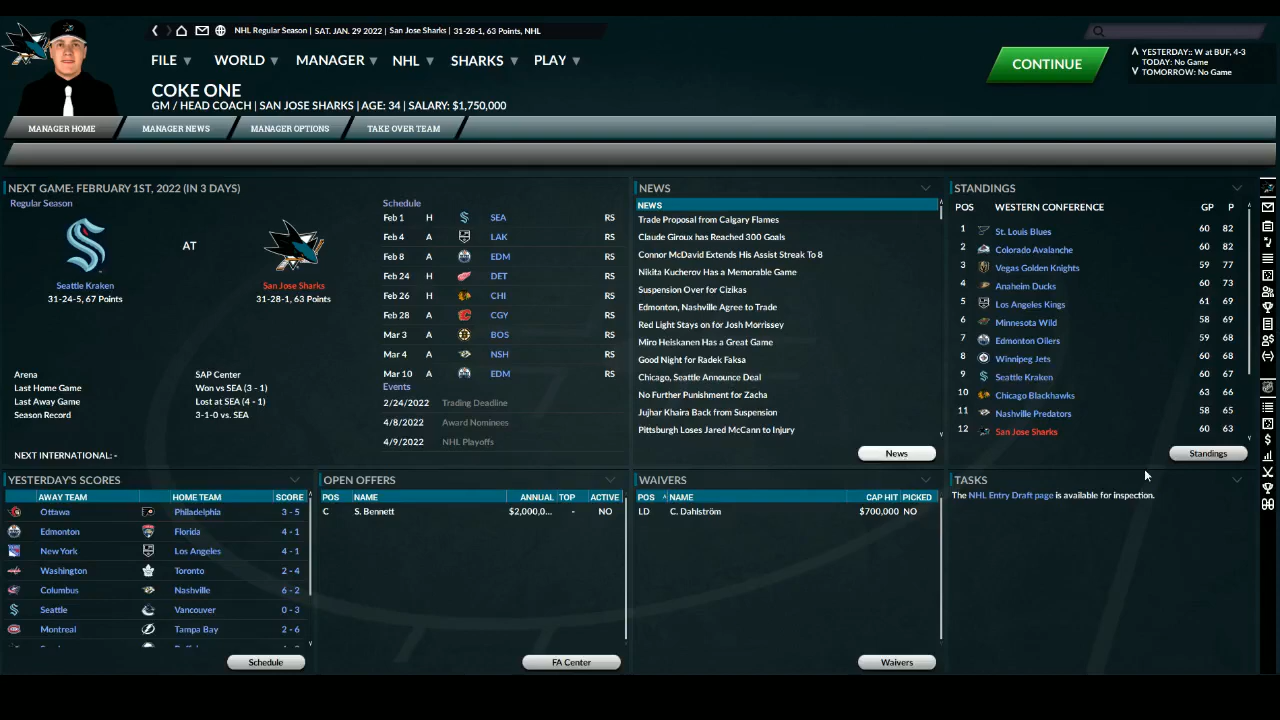 NHL Regular Season | SAT. JAN. 29 2022 | San Jose Sharks | 31-28-1, 63 Points, NHL
FILE WORLD MANAGER NHL SHARKS PLAY
CONTINUE
YESTERDAY:: W at BUF, 4-3
TODAY: No Game
TOMORROW: No Game
COKE ONE
GM / HEAD COACH | SAN JOSE SHARKS | AGE: 34 | SALARY: $1,750,000
MANAGER HOME MANAGER NEWS MANAGER OPTIONS TAKE OVER TEAM
NEXT GAME: FEBRUARY 1ST, 2022 (IN 3 DAYS)
Regular Season
AT
Seattle Kraken San Jose Sharks
31-24-5, 67 Points 31-28-1, 63 Points
Arena SAP Center
Last Home Game Won vs SEA (3 - 1)
Last Away Game Lost at SEA (4 - 1)
Season Record 3-1-0 vs. SEA
NEXT INTERNATIONAL: -
Schedule
Feb 1 H SEA RS
Feb 4 A LAK RS
Feb 8 A EDM RS
Feb 24 H DET RS
Feb 26 H CHI RS
Feb 28 A CGY RS
Mar 3 A BOS RS
Mar 4 A NSH RS
Mar 10 A EDM RS
Events
2/24/2022 Trading Deadline
4/8/2022 Award Nominees
4/9/2022 NHL Playoffs
NEWS
NEWS
Trade Proposal from Calgary Flames
Claude Giroux has Reached 300 Goals
Connor McDavid Extends His Assist Streak To 8
Nikita Kucherov Has a Memorable Game
Suspension Over for Cizikas
Edmonton, Nashville Agree to Trade
Red Light Stays on for Josh Morrissey
Miro Heiskanen Has a Great Game
Good Night for Radek Faksa
Chicago, Seattle Announce Deal
No Further Punishment for Zacha
Jujhar Khaira Back from Suspension
Pittsburgh Loses Jared McCann to Injury
News
STANDINGS
POS WESTERN CONFERENCE GP P
1 St. Louis Blues 60 82
2 Colorado Avalanche 60 82
3 Vegas Golden Knights 59 77
4 Anaheim Ducks 60 73
5 Los Angeles Kings 61 69
6 Minnesota Wild 58 69
7 Edmonton Oilers 59 68
8 Winnipeg Jets 60 68
9 Seattle Kraken 60 67
10 Chicago Blackhawks 63 66
11 Nashville Predators 58 65
12 San Jose Sharks 60 63
Standings
YESTERDAY'S SCORES
AWAY TEAM HOME TEAM SCORE
Ottawa Philadelphia 3 - 5
Edmonton Florida 4 - 1
New York Los Angeles 4 - 1
Washington Toronto 2 - 4
Columbus Nashville 6 - 2
Seattle Vancouver 0 - 3
Montreal Tampa Bay 2 - 6
Schedule
OPEN OFFERS
POS NAME ANNUAL TOP ACTIVE
C S. Bennett $2,000,0... - NO
FA Center
WAIVERS
POS NAME CAP HIT PICKED
LD C. Dahlström $700,000 NO
Waivers
TASKS
The NHL Entry Draft page is available for inspection.